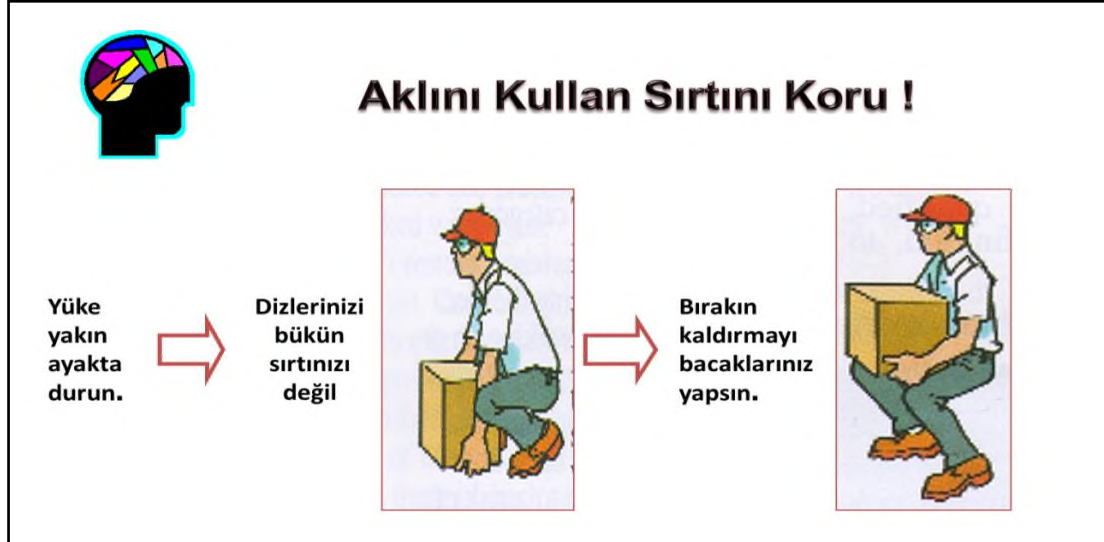 Aklını Kullan Sırtını Koru !
Yüke
yakın
ayakta
durun.
Dizlerinizi
bükün
sırtınızı
değil
Bırakın
kaldırmayı
bacaklarınız
yapsın.